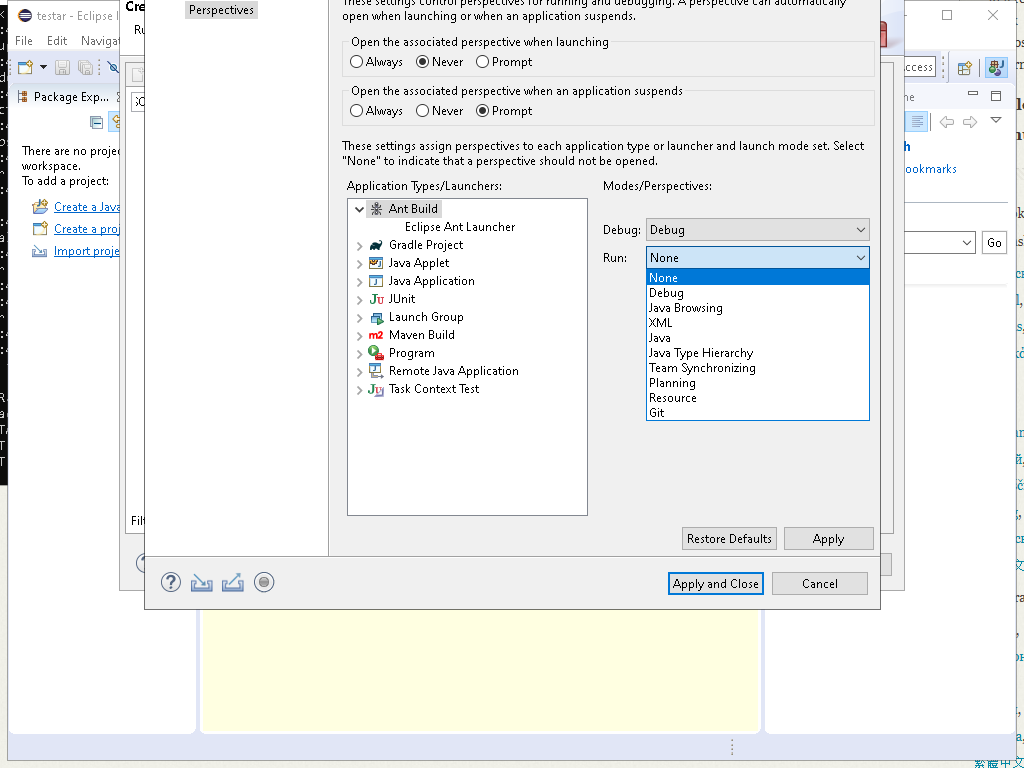 testar - Eclipse I
File Edit Navigat
Package Exp...
There are no proje
workspace.
To add a project:
Create a Java
Create a proj
Import proje
Cre
Ru
Filt
Perspectives
These settings control perspectives for running and debugging. A perspective can automatically
open when launching or when an application suspends.
Open the associated perspective when launching
Always Never Prompt
Open the associated perspective when an application suspends
Always Never Prompt
These settings assign perspectives to each application type or launcher and launch mode set. Select
"None" to indicate that a perspective should not be opened.
Application Types/Launchers:
Ant Build
Eclipse Ant Launcher
Gradle Project
Java Applet
Java Application
JUnit
Launch Group
Maven Build
Program
Remote Java Application
Task Context Test
Modes/Perspectives:
Debug: Debug
Run: None
None
Debug
Java Browsing
XML
Java
Java Type Hierarchy
Team Synchronizing
Planning
Resource
Git
Restore Defaults Apply
Apply and Close Cancel
ccess
ne
h
ookmarks
Go
繁體中文